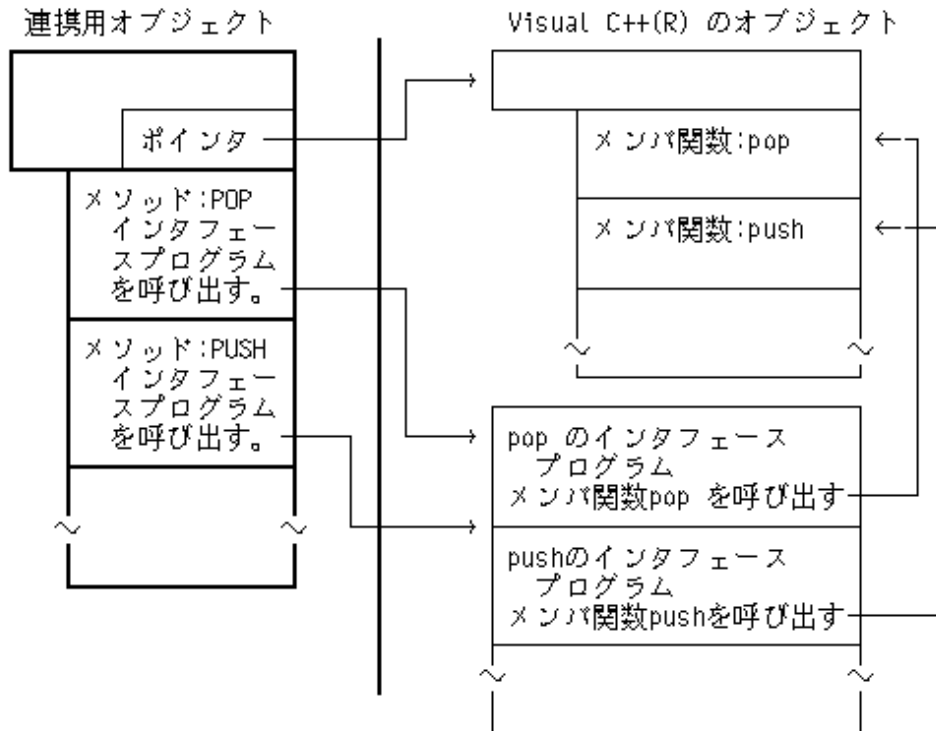 連携用オブジェクト
ポインタ
メソッド:POP
インタフェー
スプログラム
を呼び出す。
メソッド:PUSH
インタフェー
スプログラム
を呼び出す。
Visual C++(R) のオブジェクト
メンバ関数:pop
メンバ関数:push
pop のインタフェース
プログラム
メンバ関数pop を呼び出す
pushのインタフェース
プログラム
メンバ関数pushを呼び出す